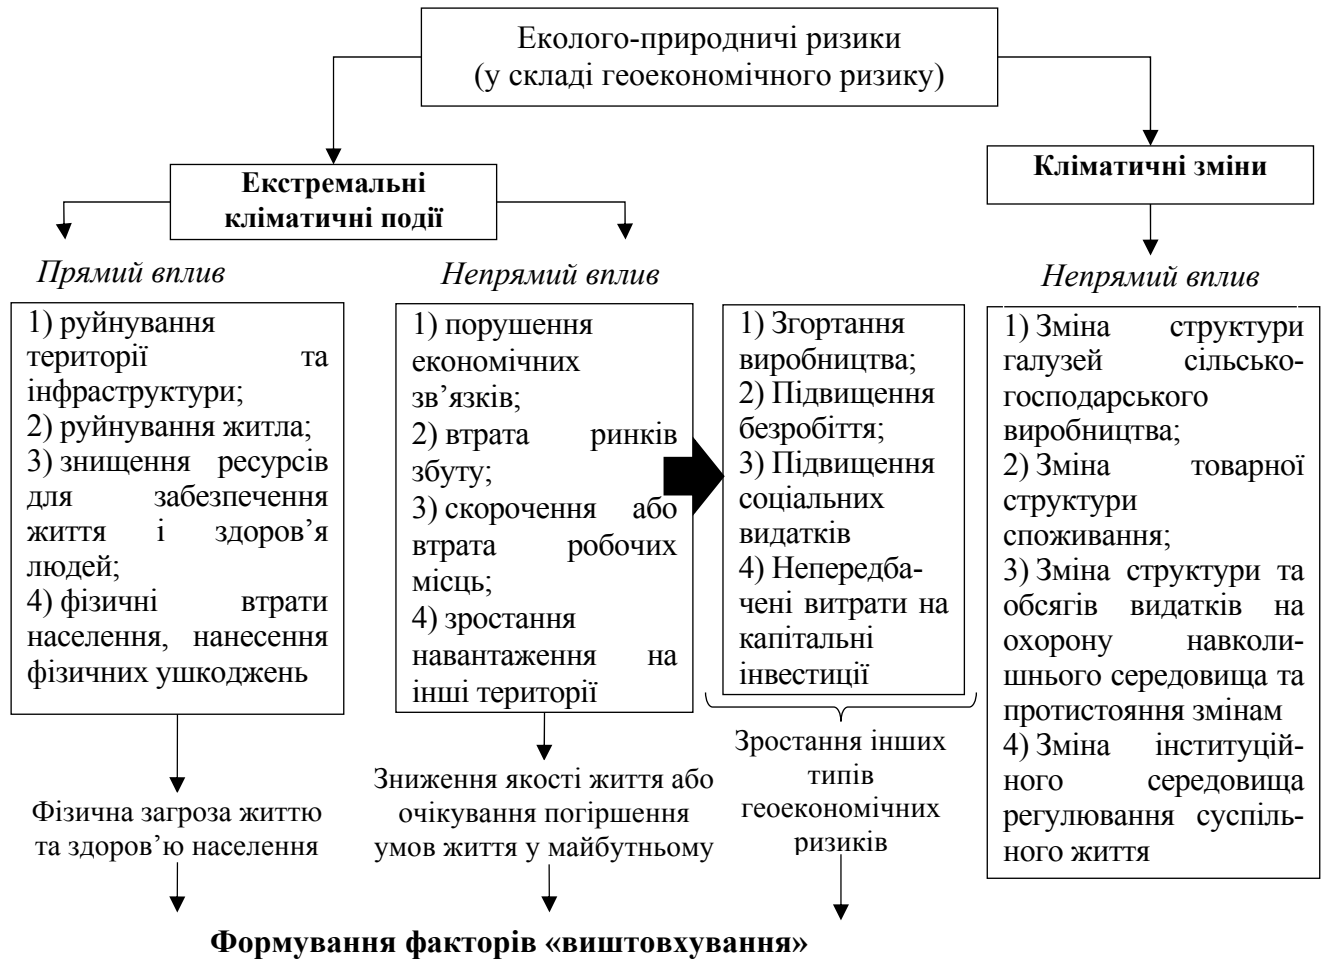 Еколого-природничі ризики
(у складі геоекономічного ризику)
Екстремальні
кліматичні події
Кліматичні зміни
Прямий вплив
1) руйнування
території та
інфраструктури;
2) руйнування житла;
3) знищення ресурсів
для забезпечення
життя і здоров’я
людей;
4) фізичні втрати
населення, нанесення
фізичних ушкоджень
Фізична загроза життю
та здоров’ю населення
Непрямий вплив
1) порушення
економічних
зв’язків;
2) втрата ринків
збуту;
3) скорочення або
втрата робочих
місць;
4) зростання
навантаження на
інші території
Зниження якості життя або
очікування погіршення
умов життя у майбутньому
1) Згортання
виробництва;
2) Підвищення
безробіття;
3) Підвищення
соціальних
видатків
4) Непередба-
чені витрати на
капітальні
інвестиції
Зростання інших
типів
геоекономічних
ризиків
Непрямий вплив
1) Зміна структури
галузей сільсько-
господарського
виробництва;
2) Зміна товарної
структури
споживання;
3) Зміна структури та
обсягів видатків на
охорону навколи-
шнього середовища та
протистояння змінам
4) Зміна інституцій-
ного середовища
регулювання суспіль-
ного життя
Формування факторів «виштовхування»